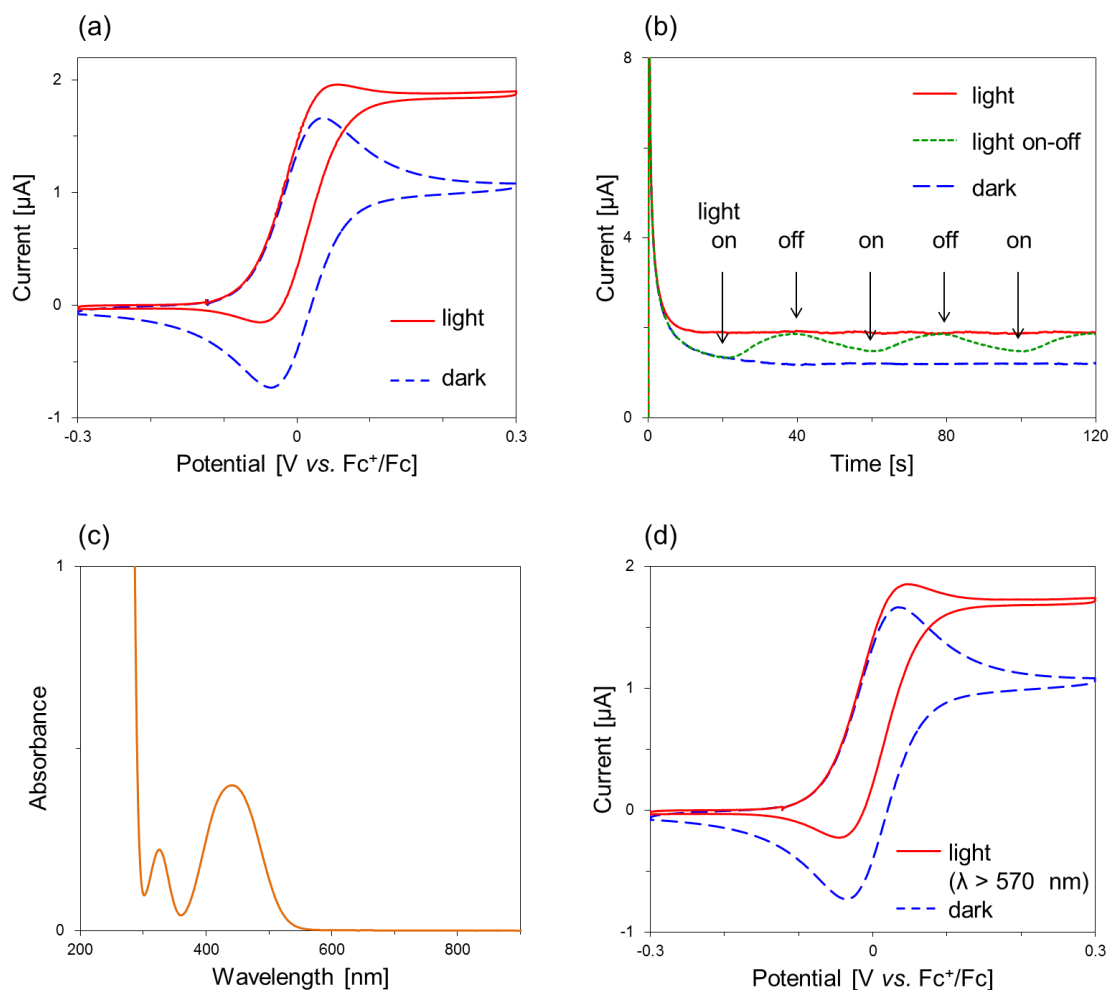 (a)
2
1
0
-1
-0.3
0
0.3
Current [µA]
Potential [V vs. Fc⁺/Fc]
light
dark
(b)
8
4
0
0
40
80
120
Current [µA]
Time [s]
light
light on-off
dark
light
on
off
on
off
on
(c)
1
0
200
400
600
800
Absorbance
Wavelength [nm]
(d)
2
1
0
-1
-0.3
0
0.3
Current [µA]
Potential [V vs. Fc⁺/Fc]
light
(λ > 570 nm)
dark